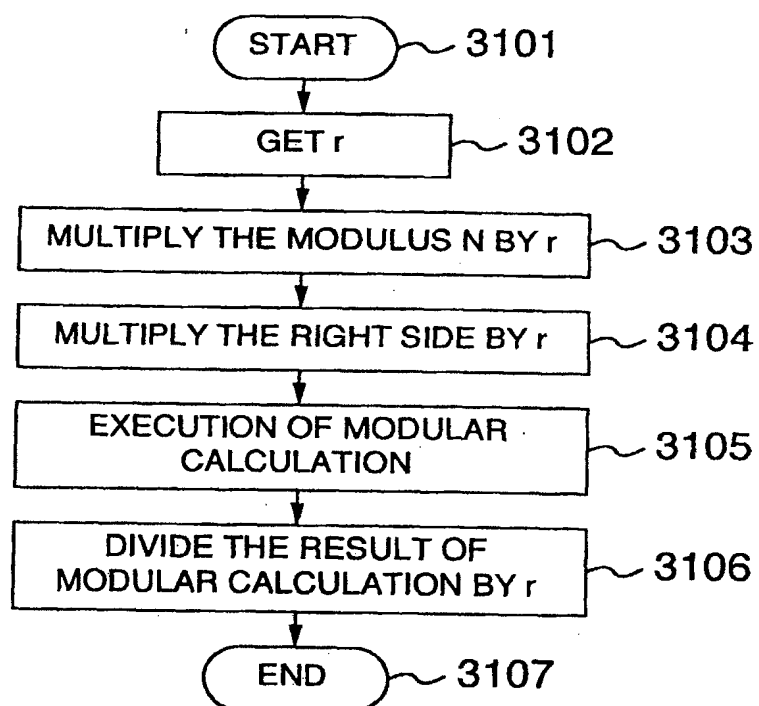 START
3101
GET r
3102
MULTIPLY THE MODULUS N BY r
3103
MULTIPLY THE RIGHT SIDE BY r
3104
EXECUTION OF MODULAR
CALCULATION
3105
DIVIDE THE RESULT OF
MODULAR CALCULATION BY r
3106
END
3107